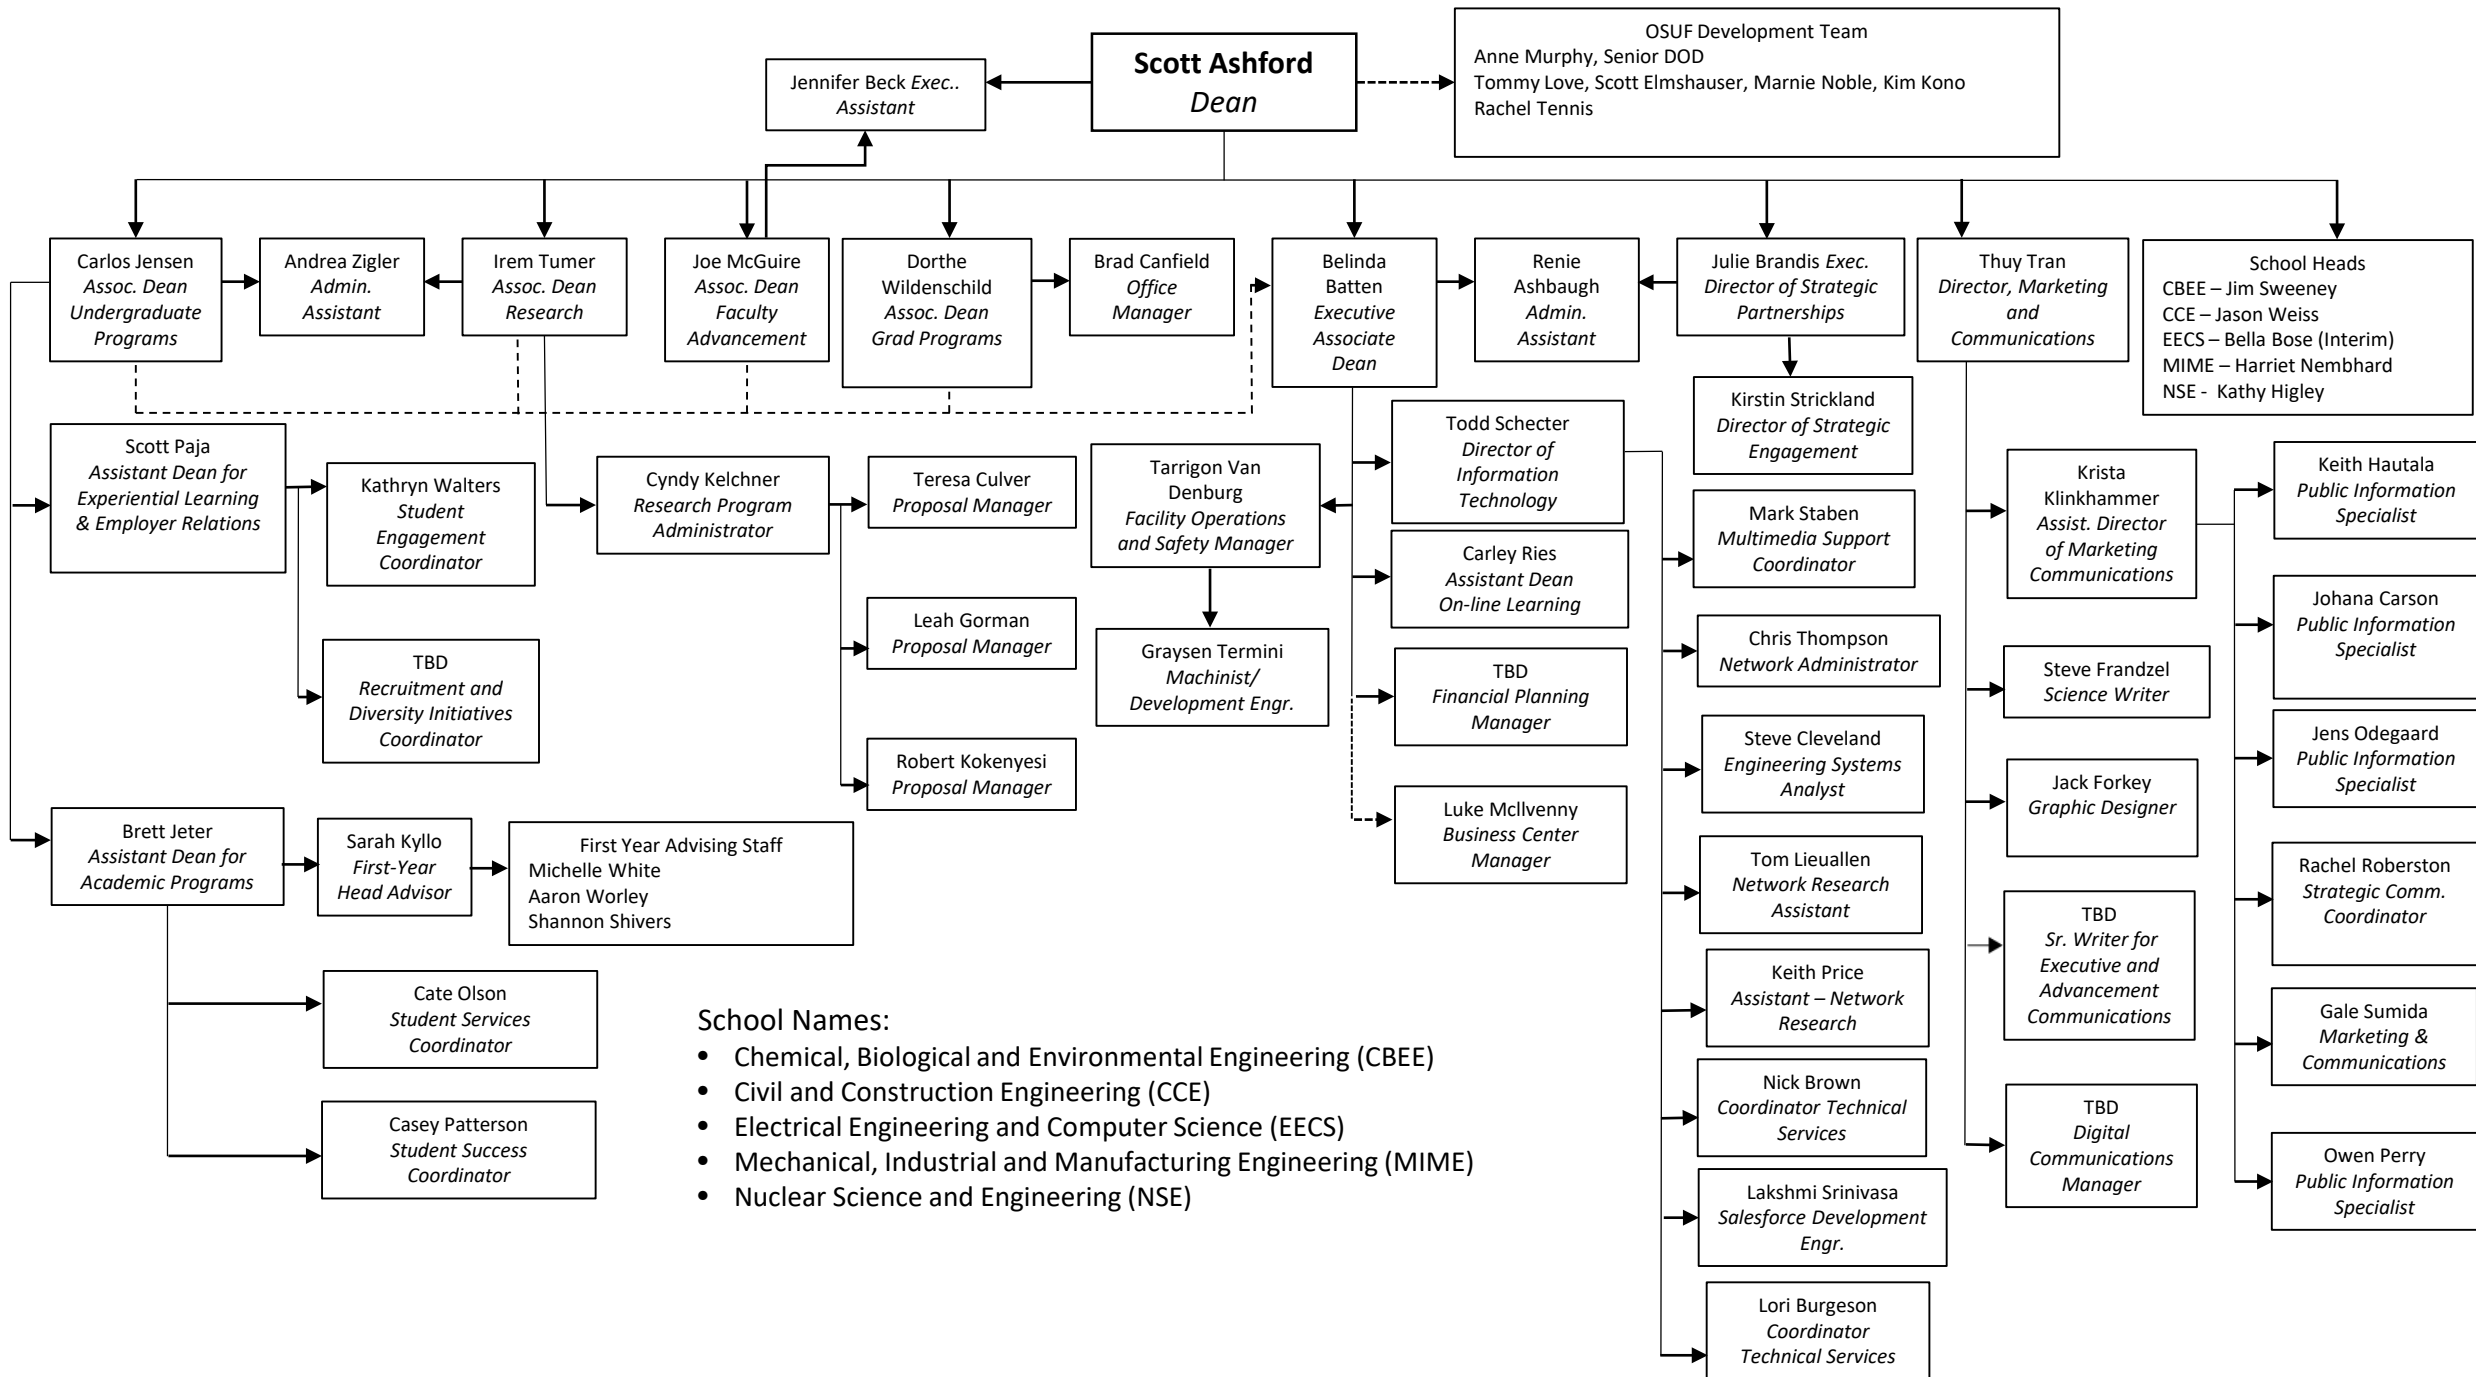 Scott Ashford
Dean
Jennifer Beck Exec..
Assistant
OSUF Development Team
Anne Murphy, Senior DOD
Tommy Love, Scott Elmshauser, Marnie Noble, Kim Kono
Rachel Tennis
Carlos Jensen
Assoc. Dean
Undergraduate
Programs
Andrea Zigler
Admin.
Assistant
Irem Tumer
Assoc. Dean
Research
Joe McGuire
Assoc. Dean
Faculty
Advancement
Dorthe
Wildenschild
Assoc. Dean
Grad Programs
Brad Canfield
Office
Manager
Belinda
Batten
Executive
Associate
Dean
Renie
Ashbaugh
Admin.
Assistant
Julie Brandis Exec.
Director of Strategic
Partnerships
Thuy Tran
Director, Marketing
and
Communications
School Heads
CBEE – Jim Sweeney
CCE – Jason Weiss
EECS – Bella Bose (Interim)
MIME – Harriet Nembhard
NSE - Kathy Higley
Scott Paja
Assistant Dean for
Experiential Learning
& Employer Relations
Kathryn Walters
Student
Engagement
Coordinator
TBD
Recruitment and
Diversity Initiatives
Coordinator
Cyndy Kelchner
Research Program
Administrator
Teresa Culver
Proposal Manager
Leah Gorman
Proposal Manager
Robert Kokenyesi
Proposal Manager
Tarrigon Van
Denburg
Facility Operations
and Safety Manager
Graysen Termini
Machinist/
Development Engr.
Todd Schecter
Director of
Information
Technology
Carley Ries
Assistant Dean
On-line Learning
TBD
Financial Planning
Manager
Luke McIlvenny
Business Center
Manager
Kirstin Strickland
Director of Strategic
Engagement
Mark Staben
Multimedia Support
Coordinator
Chris Thompson
Network Administrator
Steve Cleveland
Engineering Systems
Analyst
Tom Lieuallen
Network Research
Assistant
Keith Price
Assistant – Network
Research
Nick Brown
Coordinator Technical
Services
Lakshmi Srinivasa
Salesforce Development
Engr.
Lori Burgeson
Coordinator
Technical Services
Krista
Klinkhammer
Assist. Director
of Marketing
Communications
Steve Frandzel
Science Writer
Jack Forkey
Graphic Designer
TBD
Sr. Writer for
Executive and
Advancement
Communications
TBD
Digital
Communications
Manager
Keith Hautala
Public Information
Specialist
Johana Carson
Public Information
Specialist
Jens Odegaard
Public Information
Specialist
Rachel Roberston
Strategic Comm.
Coordinator
Gale Sumida
Marketing &
Communications
Owen Perry
Public Information
Specialist
Brett Jeter
Assistant Dean for
Academic Programs
Sarah Kyllo
First-Year
Head Advisor
First Year Advising Staff
Michelle White
Aaron Worley
Shannon Shivers
Cate Olson
Student Services
Coordinator
Casey Patterson
Student Success
Coordinator
School Names:
• Chemical, Biological and Environmental Engineering (CBEE)
• Civil and Construction Engineering (CCE)
• Electrical Engineering and Computer Science (EECS)
• Mechanical, Industrial and Manufacturing Engineering (MIME)
• Nuclear Science and Engineering (NSE)